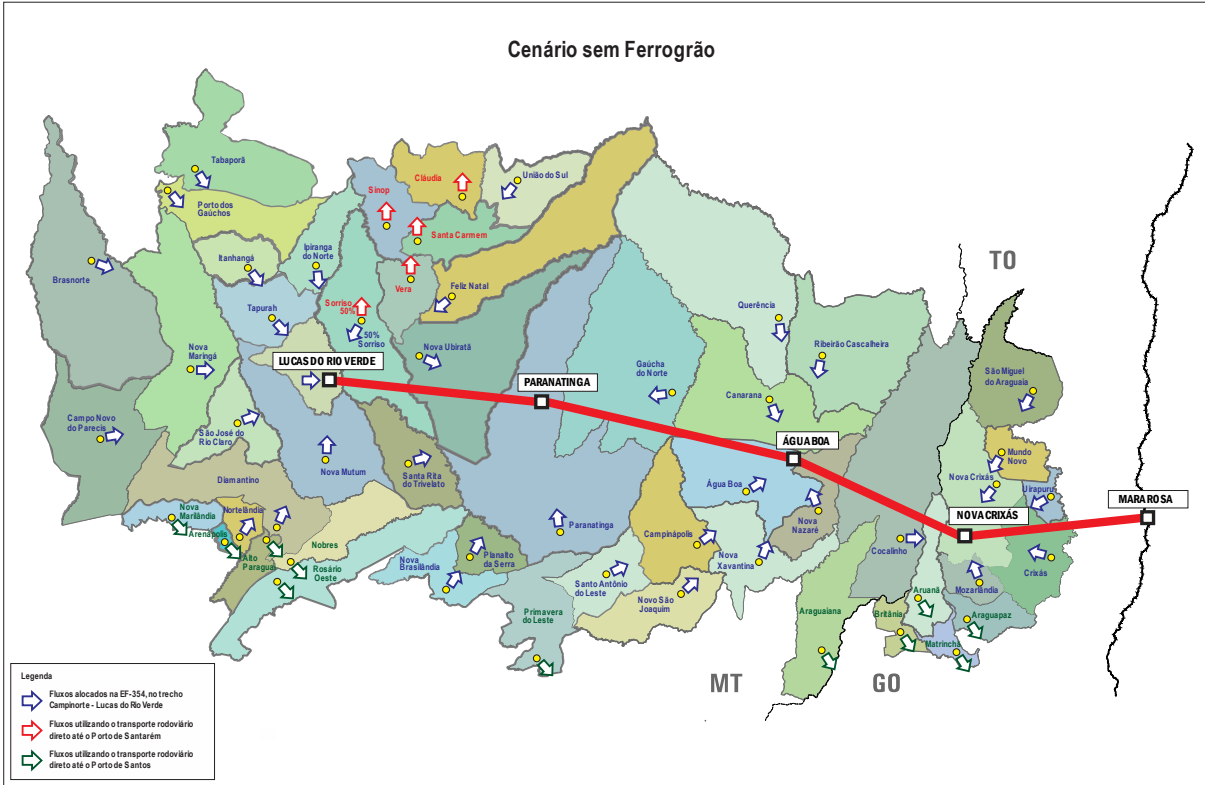 Cenário sem Ferrogrão
Tabaporã
Porto dos
Gaúchos
Cláudia
União do Sul
Sinop
Santa Carmem
Itanhangá
Ipiranga
do Norte
Brasnorte
Vera
Feliz Natal
TO
Tapurah
Sorriso
50%
50%
Sorriso
Querência
Nova
Maringá
LUCAS DO RIO VERDE
Nova Ubiratã
Gaúcha
do Norte
Ribeirão Cascalheira
São Miguel
do Araguaia
PARANATINGA
Canarana
Campo Novo
do Parecis
São José do
Rio Claro
ÁGUA BOA
Nova Mutum
Santa Rita
do Trivelato
Mundo
Novo
Diamantino
Água Boa
Nova Crixás
Uirapuru
MARAROSA
Nova
Marilândia
Nortelândia
NOVA CRIXÁS
Arenápolis
Paranatinga
Campinápolis
Nova
Nazaré
Alto
Paraguai
Nobres
Rosário
Oeste
Nova
Brasilândia
Planalto
da Serra
Nova
Xavantina
Cocalinho
Crixás
Santo Antônio
do Leste
Novo São
Joaquim
Mozarlândia
Aruanã
Primavera
do Leste
Araguaiana
Britânia
Araguapaz
Matrinchã
MT
GO
Legenda
Fluxos alocados na EF-354, no trecho
Campinorte - Lucas do Rio Verde
Fluxos utilizando o transporte rodoviário
direto até o Porto de Santarém
Fluxos utilizando o transporte rodoviário
direto até o Porto de Santos